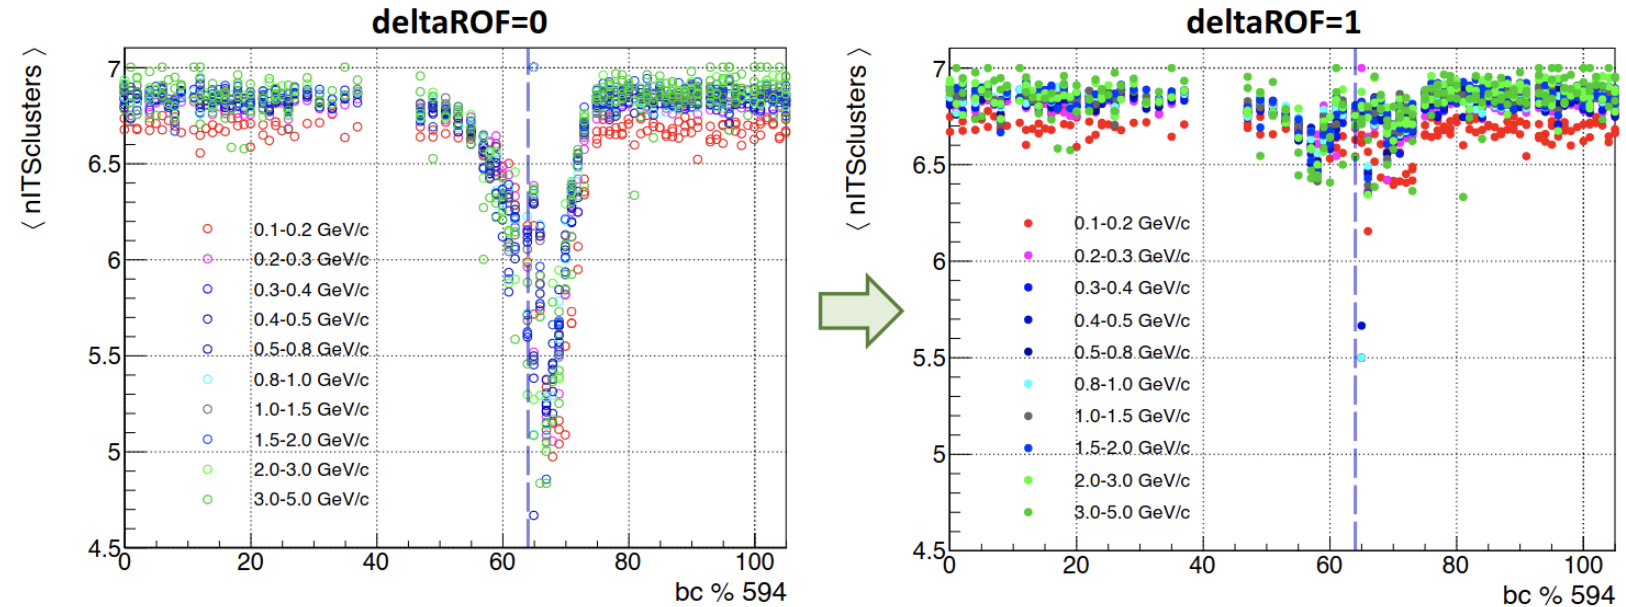 deltaROF=0
⟨ nITSclusters ⟩
7
6.5
6
5.5
5
4.5
0.1-0.2 GeV/c
0.2-0.3 GeV/c
0.3-0.4 GeV/c
0.4-0.5 GeV/c
0.5-0.8 GeV/c
0.8-1.0 GeV/c
1.0-1.5 GeV/c
1.5-2.0 GeV/c
2.0-3.0 GeV/c
3.0-5.0 GeV/c
0 20 40 60 80 100
bc % 594
deltaROF=1
⟨ nITSclusters ⟩
7
6.5
6
5.5
5
4.5
0.1-0.2 GeV/c
0.2-0.3 GeV/c
0.3-0.4 GeV/c
0.4-0.5 GeV/c
0.5-0.8 GeV/c
0.8-1.0 GeV/c
1.0-1.5 GeV/c
1.5-2.0 GeV/c
2.0-3.0 GeV/c
3.0-5.0 GeV/c
0 20 40 60 80 100
bc % 594